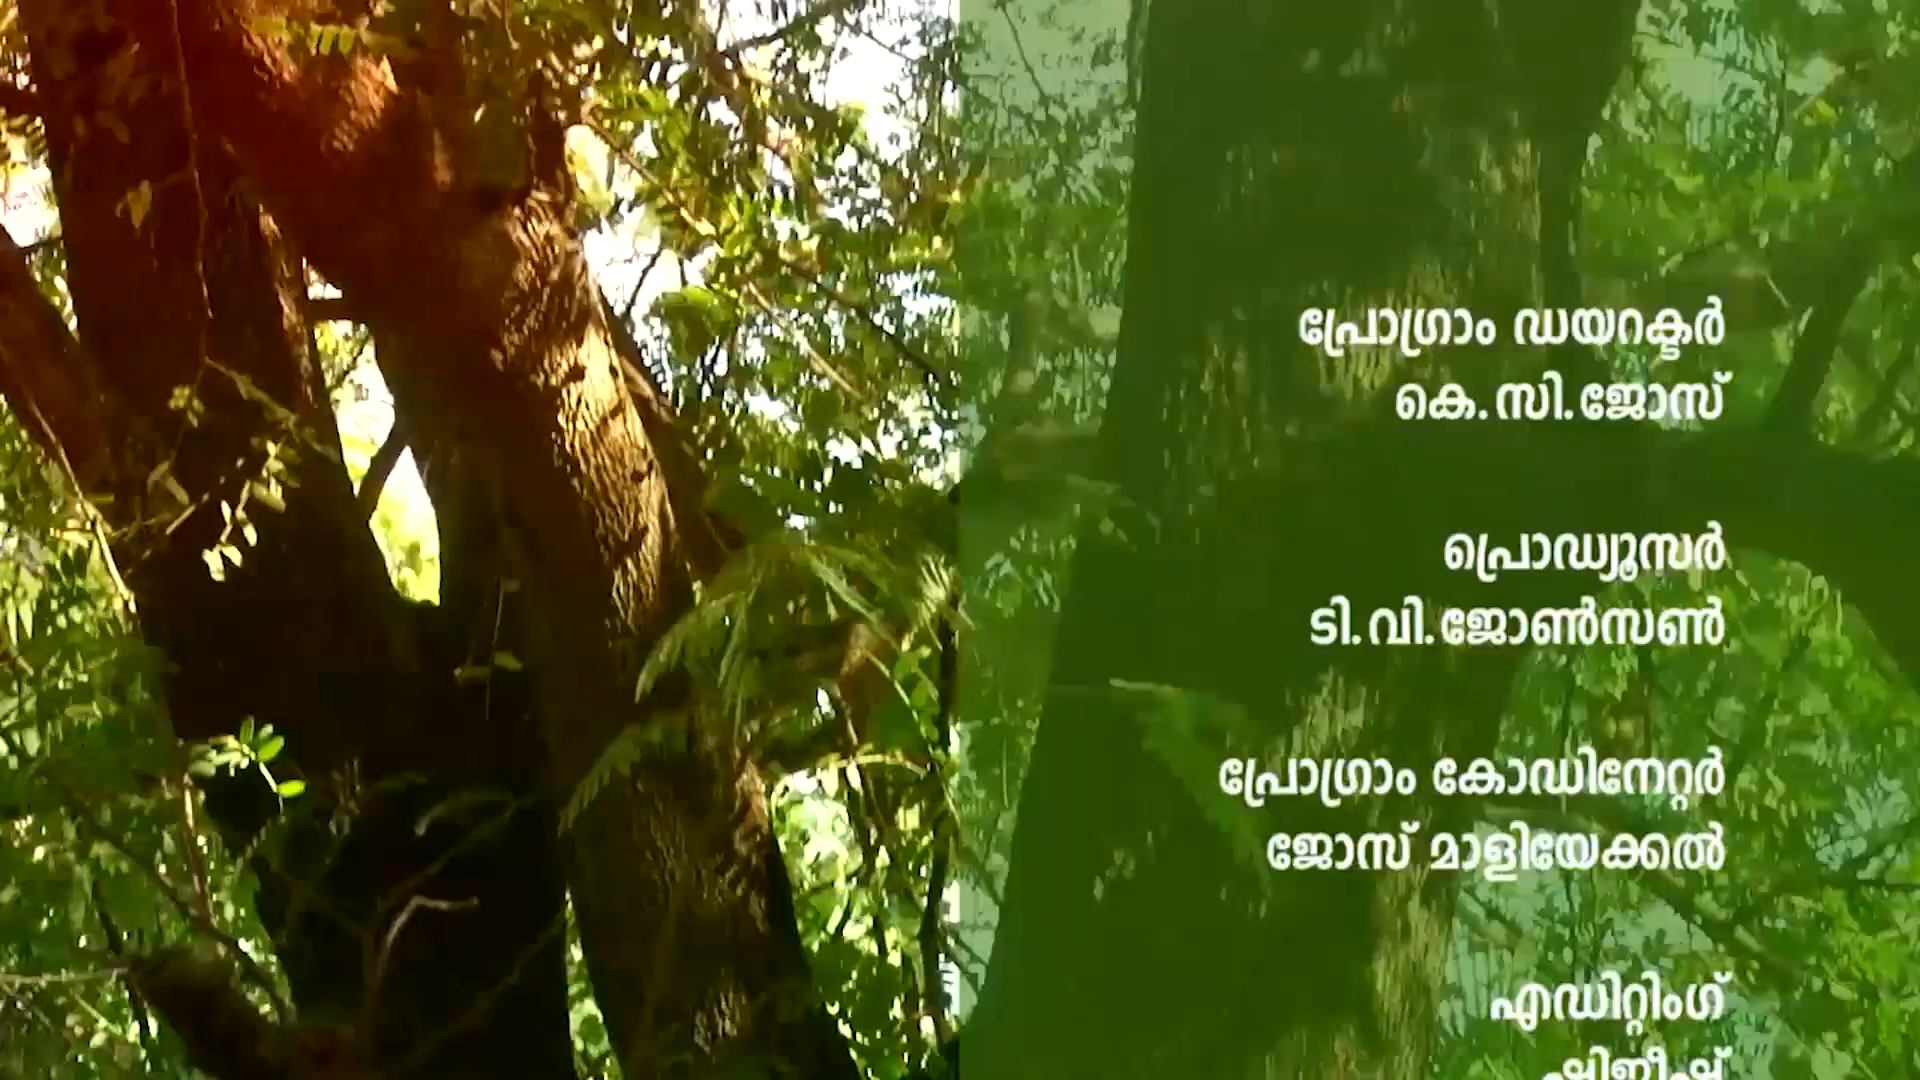 പ്രോഗ്രാം ഡയറക്ടർ
കെ.സി.ജോസ്
പ്രൊഡ്യൂസർ
ടി.വി.ജോൺസൺ
പ്രോഗ്രാം കോഡിനേറ്റർ
ജോസ് മാളിയേക്കൽ
എഡിറ്റിംഗ്